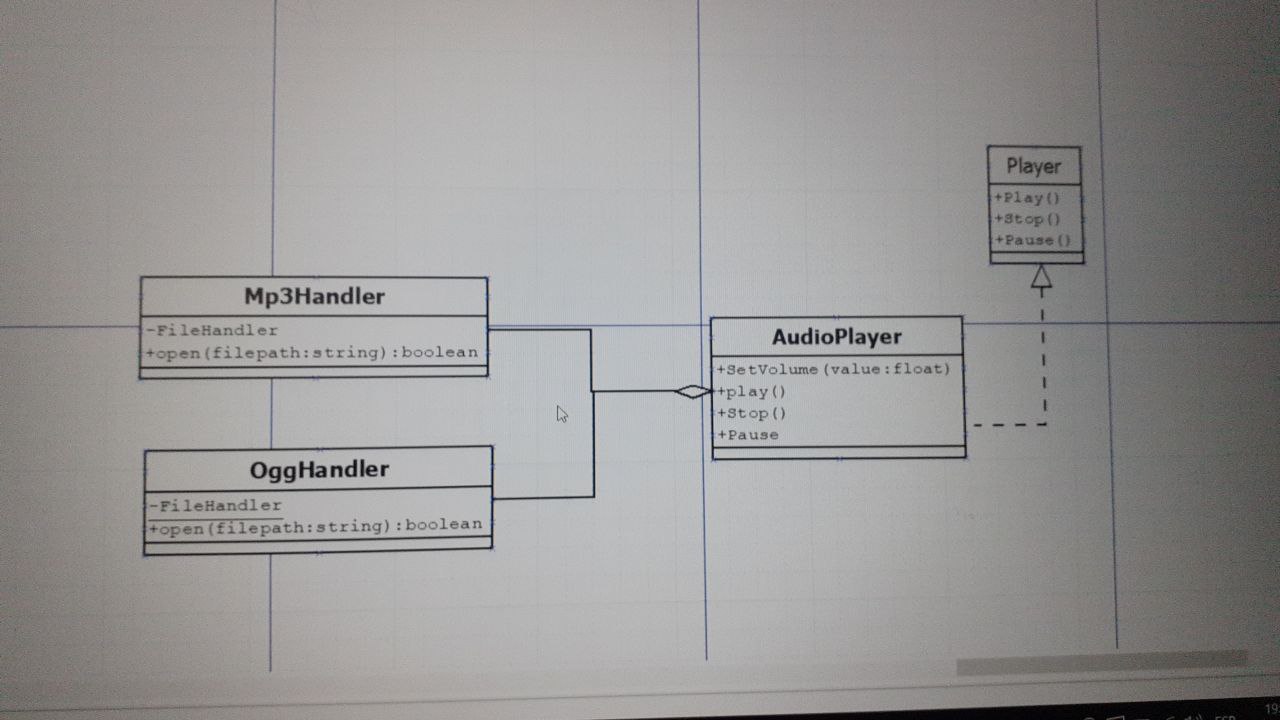 Player
+Play()
+Stop()
+Pause()
Mp3Handler
-FileHandler
+open(filepath:string):boolean
AudioPlayer
+SetVolume(value:float)
+play()
+Stop()
+Pause
OggHandler
-FileHandler
+open(filepath:string):boolean